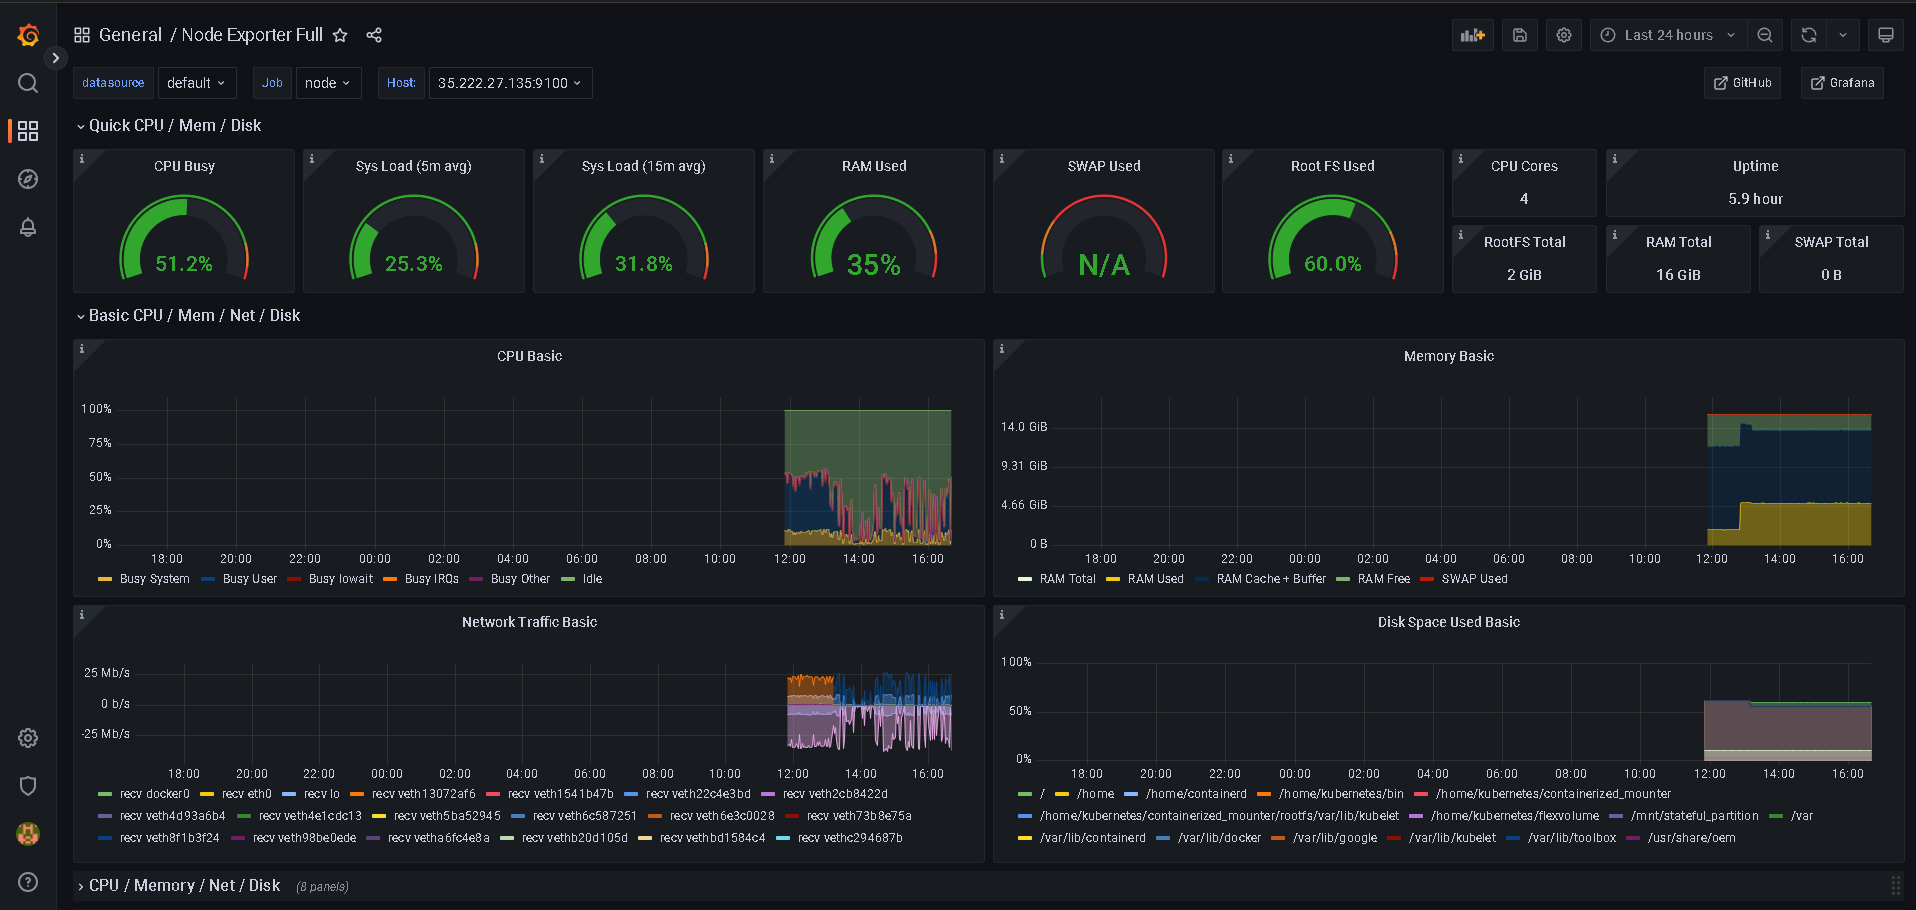 General / Node Exporter Full
Last 24 hours
datasource default Job node Host: 35.222.27.135:9100
GitHub Grafana
Quick CPU / Mem / Disk
CPU Busy
51.2%
Sys Load (5m avg)
25.3%
Sys Load (15m avg)
31.8%
RAM Used
35%
SWAP Used
N/A
Root FS Used
60.0%
CPU Cores
4
Uptime
5.9 hour
RootFS Total
2 GiB
RAM Total
16 GiB
SWAP Total
0 B
Basic CPU / Mem / Net / Disk
CPU Basic
100%
75%
50%
25%
0%
18:00 20:00 22:00 00:00 02:00 04:00 06:00 08:00 10:00 12:00 14:00 16:00
Busy System Busy User Busy Iowait Busy IRQs Busy Other Idle
Memory Basic
14.0 GiB
9.31 GiB
4.66 GiB
0 B
18:00 20:00 22:00 00:00 02:00 04:00 06:00 08:00 10:00 12:00 14:00 16:00
RAM Total RAM Used RAM Cache + Buffer RAM Free SWAP Used
Network Traffic Basic
25 Mb/s
0 b/s
-25 Mb/s
18:00 20:00 22:00 00:00 02:00 04:00 06:00 08:00 10:00 12:00 14:00 16:00
recv docker0 recv eth0 recv lo recv veth13072af6 recv veth1541b47b recv veth22c4e3bd recv veth2cb8422d
recv veth4d93a6b4 recv veth4e1cdc13 recv veth5ba52945 recv veth6c587251 recv veth6e3c0028 recv veth73b8e75a
recv veth8f1b3f24 recv veth98be0ede recv vetha6fc4e8a recv vethb20d105d recv vethbd1584c4 recv vethc294687b
Disk Space Used Basic
100%
50%
0%
18:00 20:00 22:00 00:00 02:00 04:00 06:00 08:00 10:00 12:00 14:00 16:00
/ /home /home/containerd /home/kubernetes/bin /home/kubernetes/containerized_mounter
/home/kubernetes/containerized_mounter/rootfs/var/lib/kubelet /home/kubernetes/flexvolume /mnt/stateful_partition /var
/var/lib/containerd /var/lib/docker /var/lib/google /var/lib/kubelet /var/lib/toolbox /usr/share/oem
CPU / Memory / Net / Disk (8 panels)